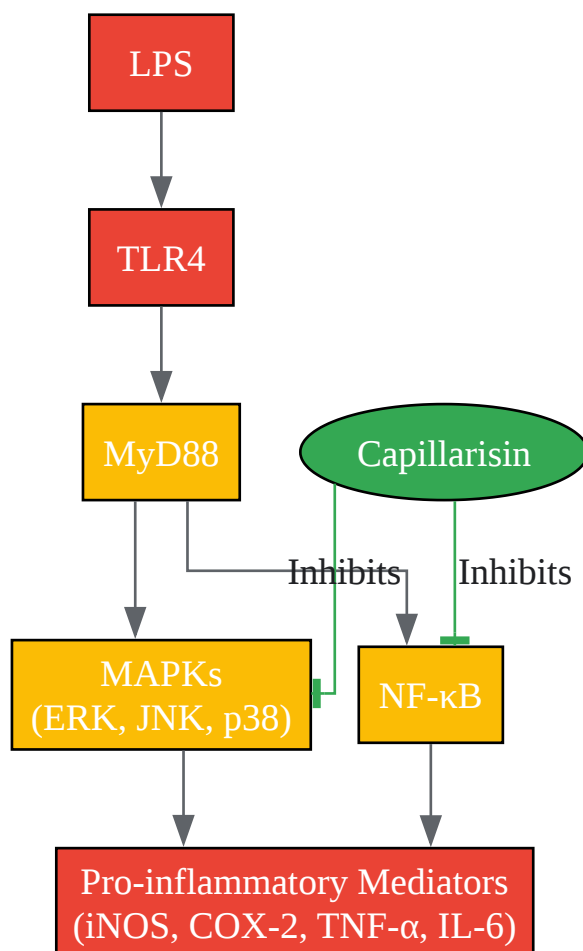 LPS
TLR4
MyD88
Capillarisin
Inhibits
Inhibits
MAPKs
(ERK, JNK, p38)
NF-κB
Pro-inflammatory Mediators
(iNOS, COX-2, TNF-α, IL-6)